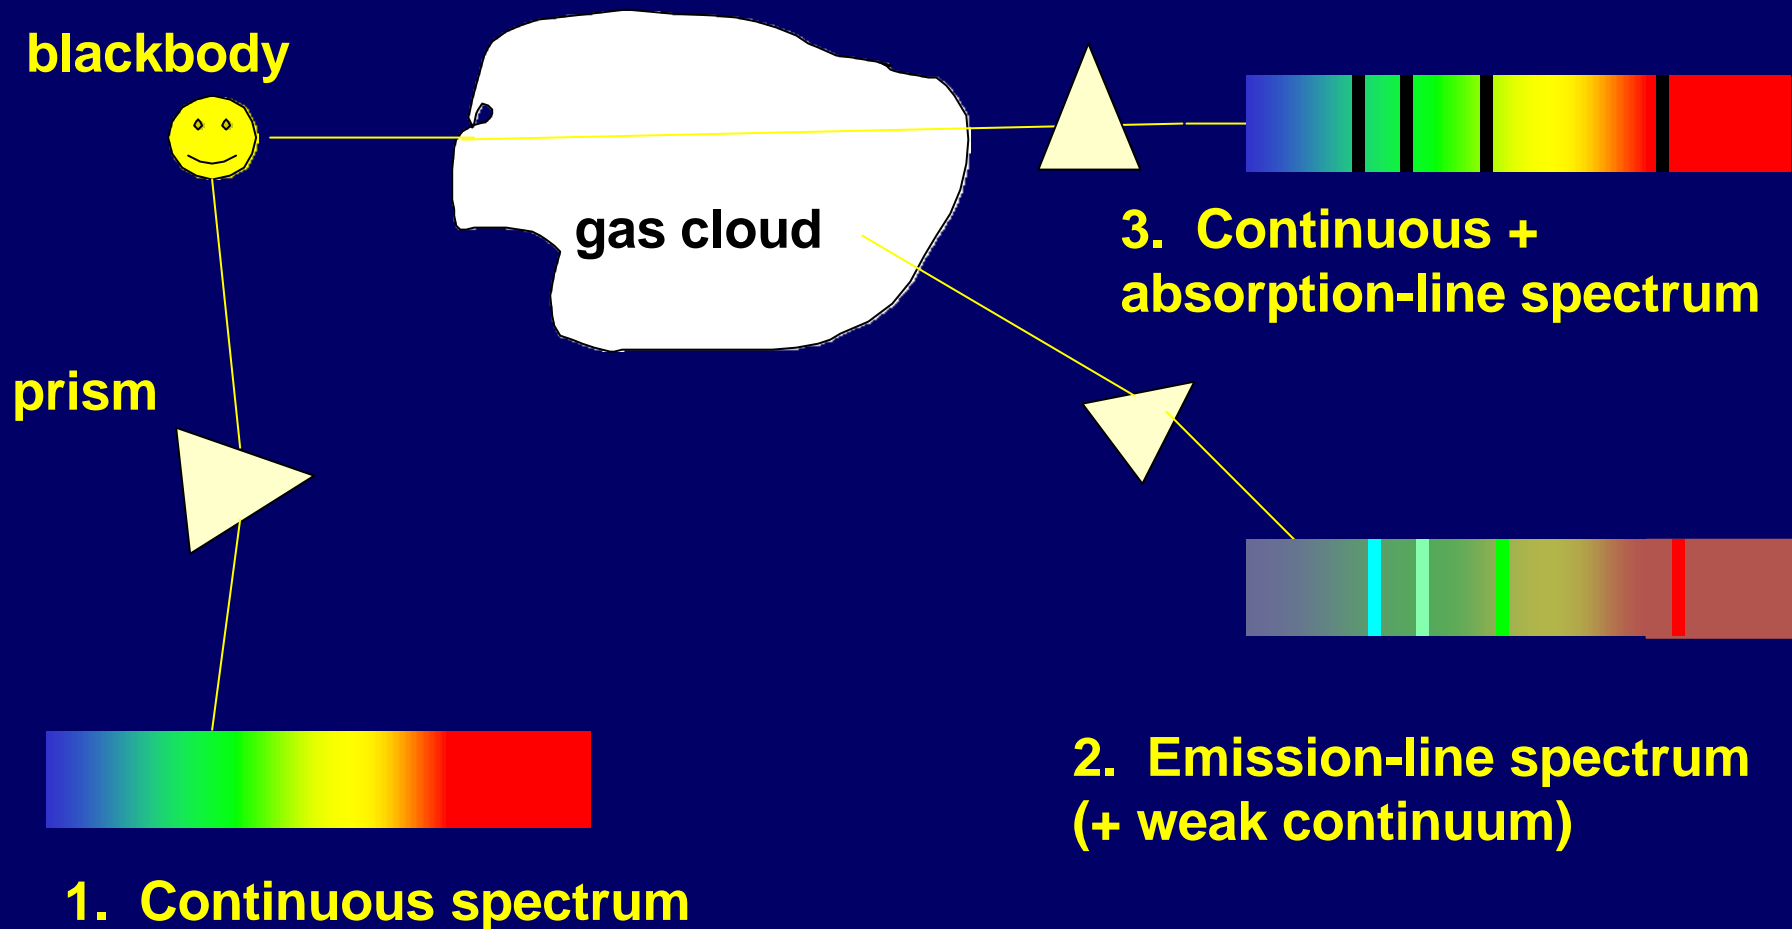 blackbody
gas cloud
3. Continuous +
absorption-line spectrum
prism
2. Emission-line spectrum
(+ weak continuum)
1. Continuous spectrum